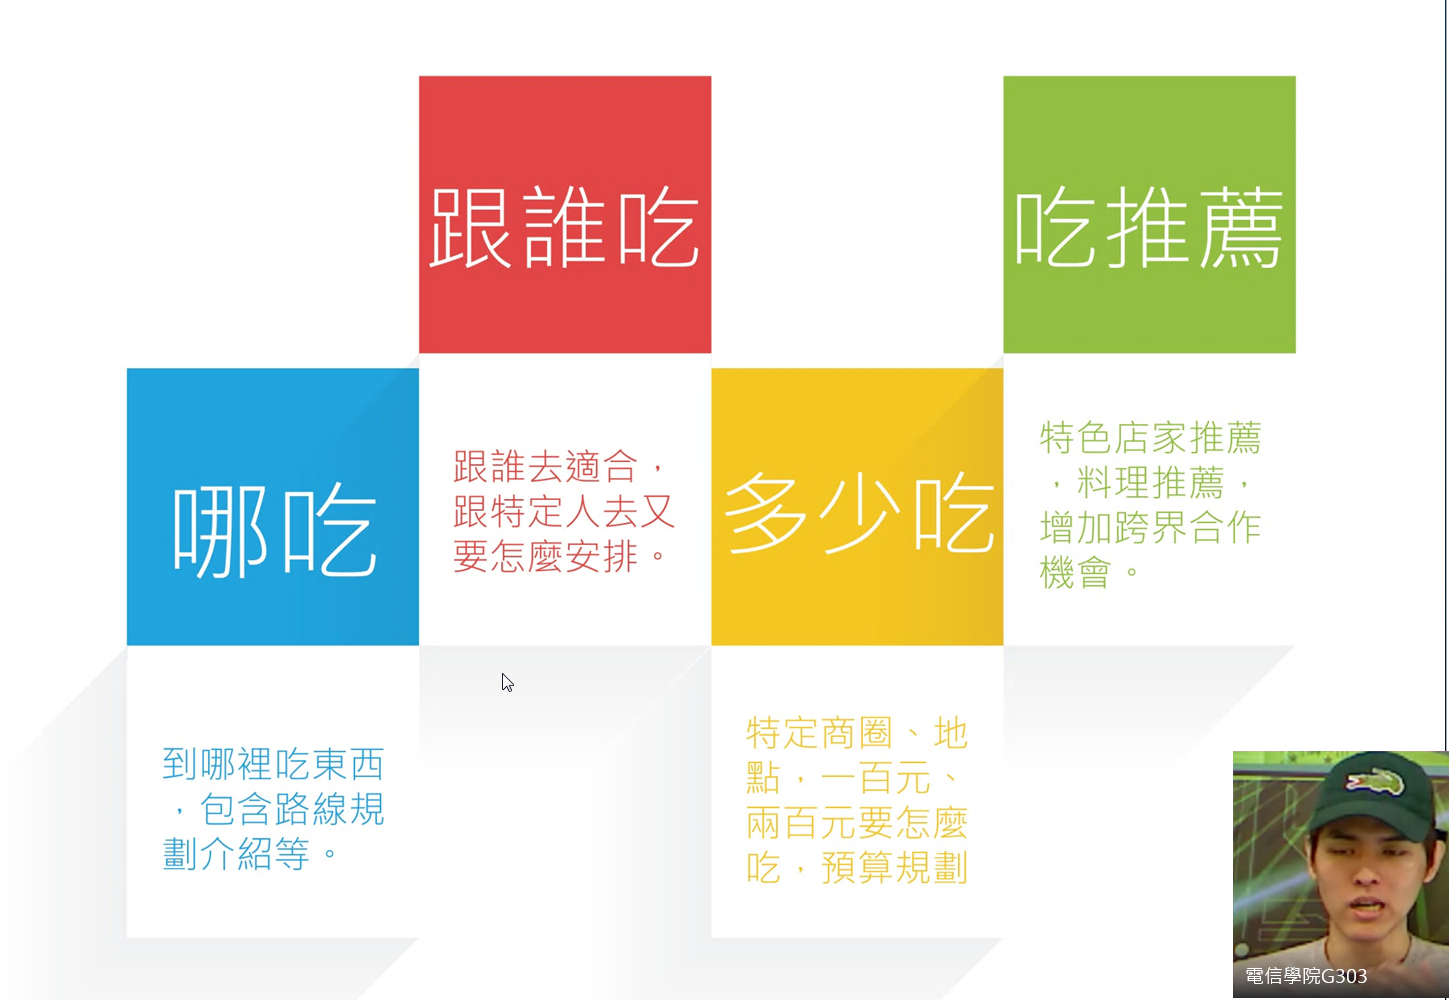 哪吃
到哪裡吃東西
，包含路線規
劃介紹等。
跟誰吃
跟誰去適合，
跟特定人去又
要怎麼安排。
多少吃
特定商圈、地
點，一百元、
兩百元要怎麼
吃，預算規劃
吃推薦
特色店家推薦
，料理推薦，
增加跨界合作
機會。
電信學院G303